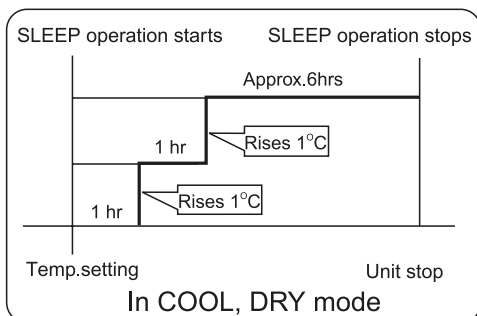 SLEEP operation starts
SLEEP operation stops
Approx.6hrs
1 hr
Rises 1°C
1 hr
Rises 1°C
Temp.setting
Unit stop
In COOL, DRY mode